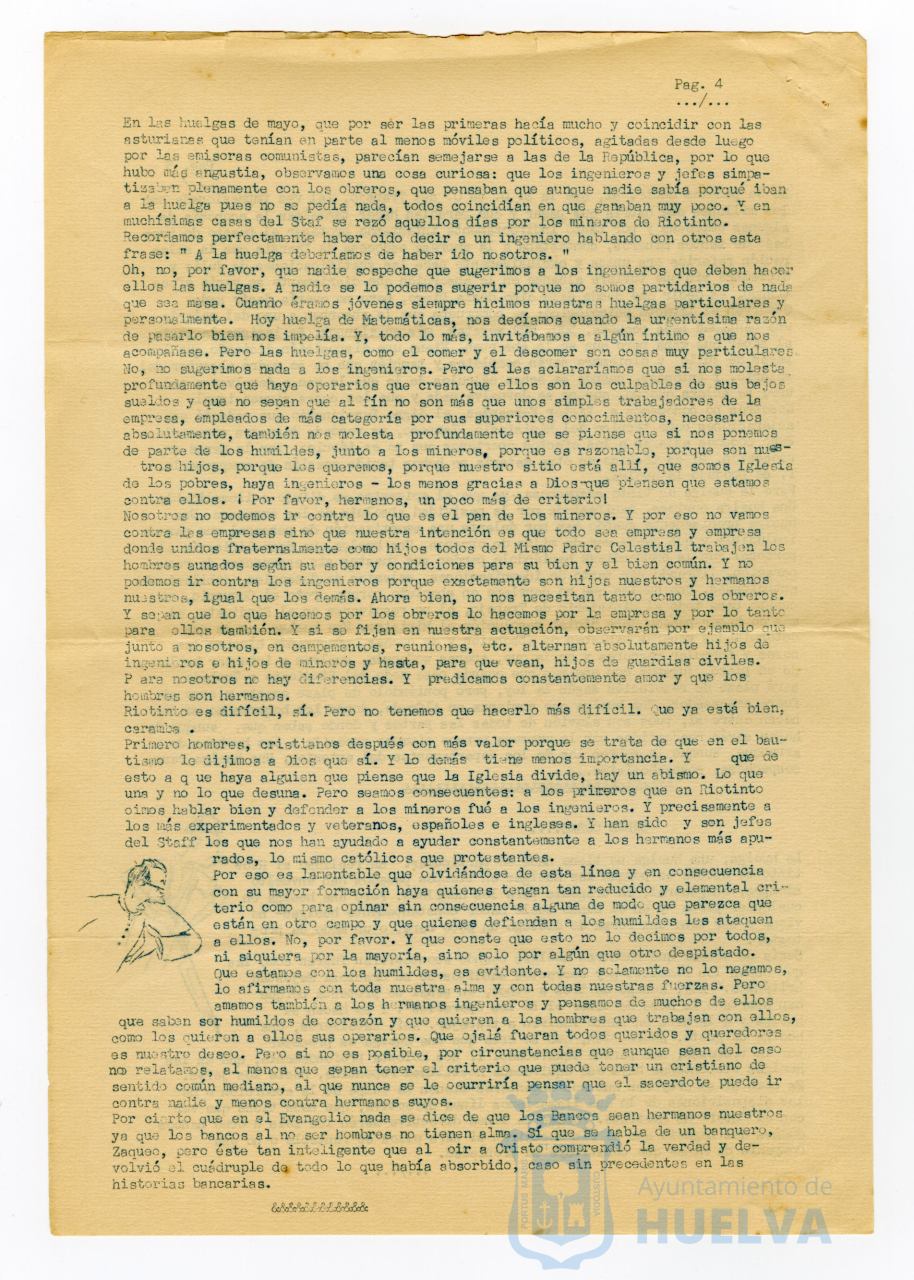 Pag. 4
.../...
En las huelgas de mayo, que por ser las primeras hacía mucho y coincidir con las
asturianas que tenían en parte al menos móviles políticos, agitadas desde luego
por las emisoras comunistas, parecían semejarse a las de la República, por lo que
hubo más angustia, observamos una cosa curiosa: que los ingenieros y jefes simpa-
tizaban plenamente con los obreros, que pensaban que aunque nadie sabía porqué iban
a la huelga pues no se pedía nada, todos coincidían en que ganaban muy poco. Y en
muchísimas casas del Staf se rezó aquellos días por los mineros de Riotinto.
Recordamos perfectamente haber oido decir a un ingeniero hablando con otros esta
frase: " A la huelga deberíamos de haber ido nosotros. "
Oh, no, por favor, que nadie sospeche que sugerimos a los ingenieros que deben hacer
ellos las huelgas. A nadie se lo podemos sugerir porque no somos partidarios de nada
que sea masa. Cuando éramos jóvenes siempre hicimos nuestras huelgas particulares y
personalmente. Hoy huelga de Matemáticas, nos decíamos cuando la urgentísima razón
de pasarlo bien nos impelía. Y, todo lo más, invitábamos a algún íntimo a que nos
acompañase. Pero las huelgas, como el comer y el descomer son cosas muy particulares.
No, no sugerimos nada a los ingenieros. Pero sí les aclararíamos que si nos molesta
profundamente que haya operarios que crean que ellos son los culpables de sus bajos
sueldos y que no sepan que al fín no son más que unos simples trabajadores de la
empresa, empleados de más categoría por sus superiores conocimientos, necesarios
absolutamente, también nos molesta profundamente que se piense que si nos ponemos
de parte de los humildes, junto a los mineros, porque es razonable, porque son nues-
tros hijos, porque los queremos, porque nuestro sitio está allí, que somos Iglesia
de los pobres, haya ingenieros - los menos gracias a Dios-que piensen que estamos
contra ellos. ¡ Por favor, hermanos, un poco más de criterio!
Nosotros no podemos ir contra lo que es el pan de los mineros. Y por eso no vamos
contra las empresas sino que nuestra intención es que todo sea empresa y empresa
donde unidos fraternalmente como hijos todos del Mismo Padre Celestial trabajen los
hombres aunados según su saber y condiciones para su bien y el bien común. Y no
podemos ir contra los ingenieros porque exactamente son hijos nuestros y hermanos
nuestros, igual que los demás. Ahora bien, no nos necesitan tanto como los obreros.
Y sepan que lo que hacemos por los obreros lo hacemos por la empresa y por lo tanto
para ellos también. Y si se fijan en nuestra actuación, observarán por ejemplo que
junto a nosotros, en campamentos, reuniones, etc. alternan absolutamente hijos de
ingenieros e hijos de mineros y hasta, para que vean, hijos de guardias civiles.
P ara nosotros no hay diferencias. Y predicamos constantemente amor y que los
hombres son hermanos.
Riotinto es difícil, sí. Pero no tenemos que hacerlo más difícil. Que ya está bien,
caramba .
Primero hombres, cristianos después con más valor porque se trata de que en el bau-
tismo le dijimos a Dios que sí. Y lo demás tiene menos importancia. Y que de
esto a q ue haya alguien que piense que la Iglesia divide, hay un abismo. Lo que
una y no lo que desuna. Pero seamos consecuentes: a los primeros que en Riotinto
oimos hablar bien y defender a los mineros fué a los ingenieros. Y precisamente a
los más experimentados y veteranos, españoles e ingleses. Y han sido y son jefes
del Staff los que nos han ayudado a ayudar constantemente a los hermanos más apu-
rados, lo mismo católicos que protestantes.
Por eso es lamentable que olvidándose de esta línea y en consecuencia
con su mayor formación haya quienes tengan tan reducido y elemental cri-
terio como para opinar sin consecuencia alguna de modo que parezca que
están en otro campo y que quienes defiendan a los humildes les ataquen
a ellos. No, por favor. Y que conste que esto no lo decimos por todos,
ni siquiera por la mayoría, sino solo por algún que otro despistado.
Que estamos con los humildes, es evidente. Y no solamente no lo negamos,
lo afirmamos con toda nuestra alma y con todas nuestras fuerzas. Pero
amamos también a los hermanos ingenieros y pensamos de muchos de ellos
que saben ser humildes de corazón y que quieren a los hombres que trabajan con ellos,
como los quieren a ellos sus operarios. Que ojalá fueran todos queridos y queredores
es nuestro deseo. Pero si no es posible, por circunstancias que aunque sean del caso
no relatamos, al menos que sepan tener el criterio que puede tener un cristiano de
sentido común mediano, al que nunca se le ocurriría pensar que el sacerdote puede ir
contra nadie y menos contra hermanos suyos.
Por cierto que en el Evangelio nada se dice de que los Bancos sean hermanos nuestros
ya que los bancos al no ser hombres no tienen alma. Sí que se habla de un banquero,
Zaqueo, pero éste tan inteligente que al oir a Cristo comprendió la verdad y de-
volvió el cuádruple de todo lo que había absorbido, caso sin precedentes en las
historias bancarias.
&&&&&&&&&&&
PORTUS MARIS
CUSTODIA
Ayuntamiento de
HUELVA